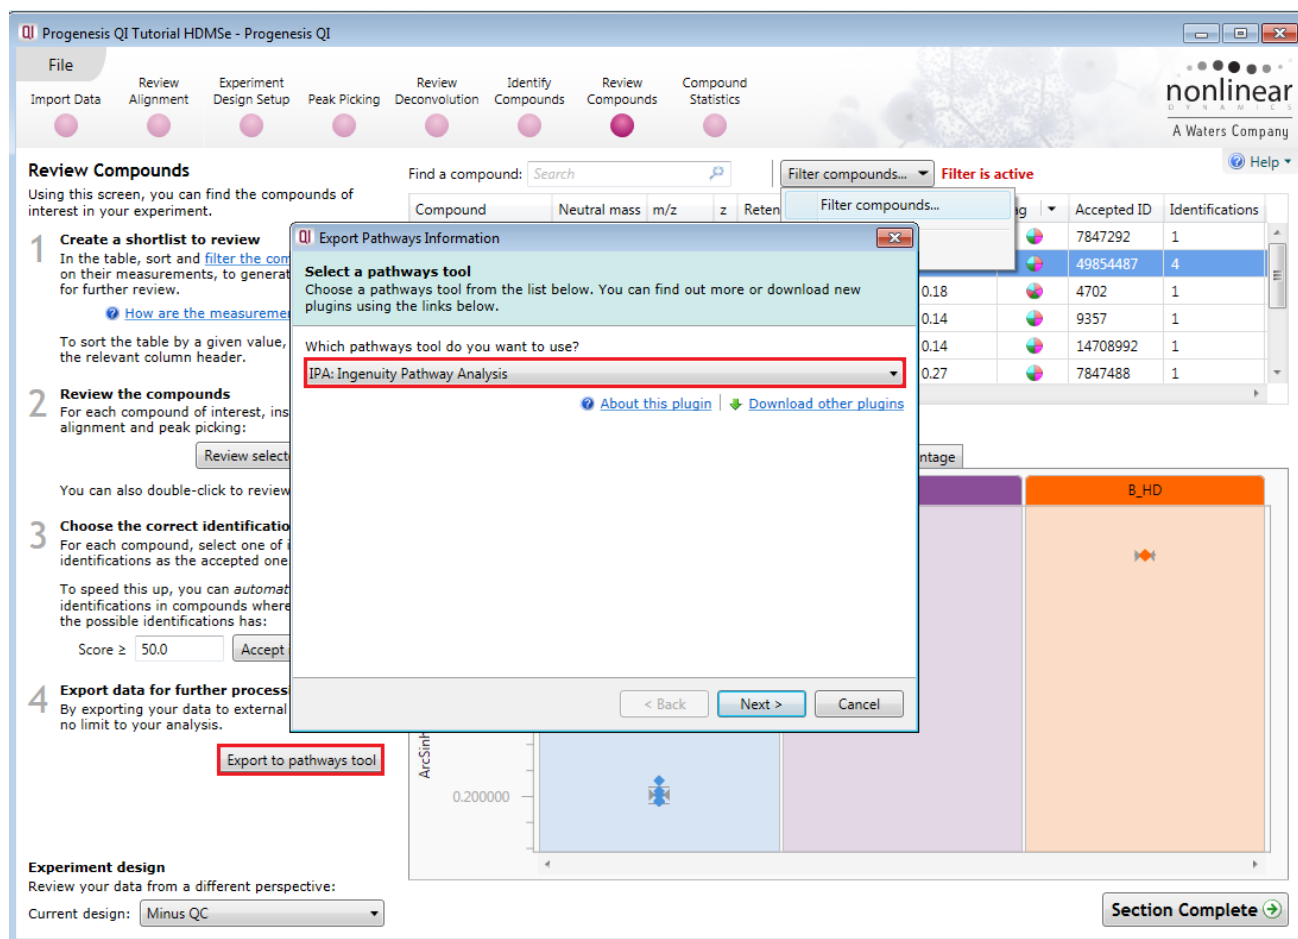 QI Progenesis QI Tutorial HDMSe - Progenesis QI
File
Import Data
Review Alignment
Experiment Design Setup
Peak Picking
Review Deconvolution
Identify Compounds
Review Compounds
Compound Statistics
nonlinear
DYNAMICS
A Waters Company
Help
Review Compounds
Using this screen, you can find the compounds of
interest in your experiment.
1 Create a shortlist to review
In the table, sort and filter the com
on their measurements, to generat
for further review.
How are the measureme
To sort the table by a given value,
the relevant column header.
2 Review the compounds
For each compound of interest, ins
alignment and peak picking:
Review select
You can also double-click to review
3 Choose the correct identificatio
For each compound, select one of i
identifications as the accepted one
To speed this up, you can automat
identifications in compounds where
the possible identifications has:
Score ≥ 50.0 Accept
4 Export data for further processi
By exporting your data to external
no limit to your analysis.
Export to pathways tool
Experiment design
Review your data from a different perspective:
Current design: Minus QC
Find a compound: Search
Filter compounds... Filter is active
Filter compounds...
Compound Neutral mass m/z z Reten ag Accepted ID Identifications
7847292 1
49854487 4
0.18 4702 1
0.14 9357 1
0.14 14708992 1
0.27 7847488 1
QI Export Pathways Information
Select a pathways tool
Choose a pathways tool from the list below. You can find out more or download new
plugins using the links below.
Which pathways tool do you want to use?
IPA: Ingenuity Pathway Analysis
About this plugin Download other plugins
< Back Next > Cancel
ntage
B_HD
ArcSinh
0.200000
Section Complete